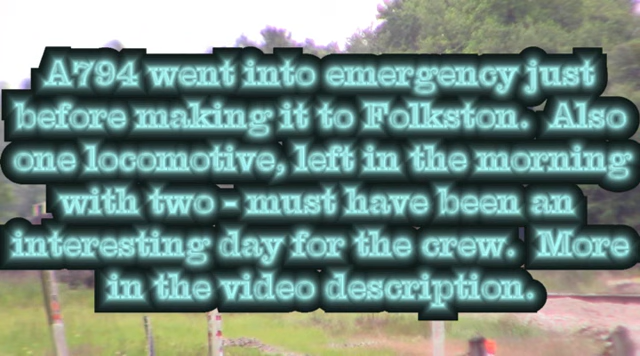 A794 went into emergency just
before making it to Folkston.  Also
one locomotive, left in the morning
with two - must have been an
interesting day for the crew.  More
in the video description.